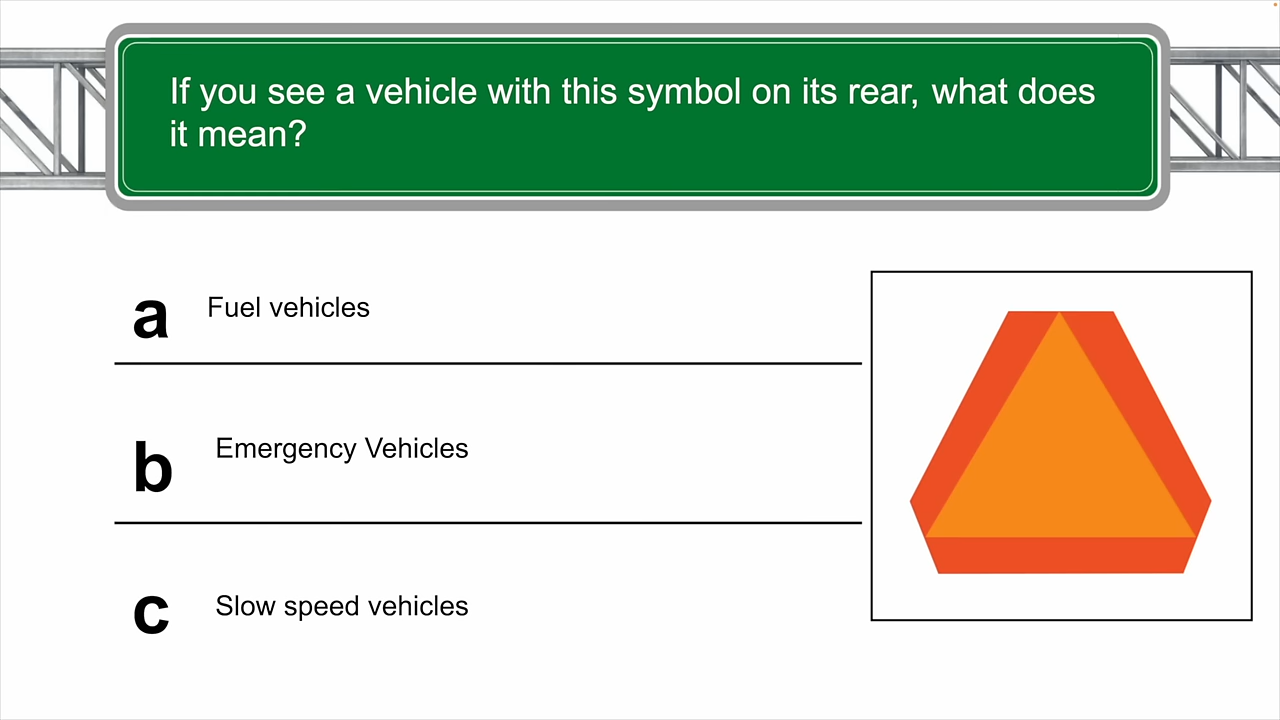 If you see a vehicle with this symbol on its rear, what does
it mean?
a Fuel vehicles
b Emergency Vehicles
c Slow speed vehicles